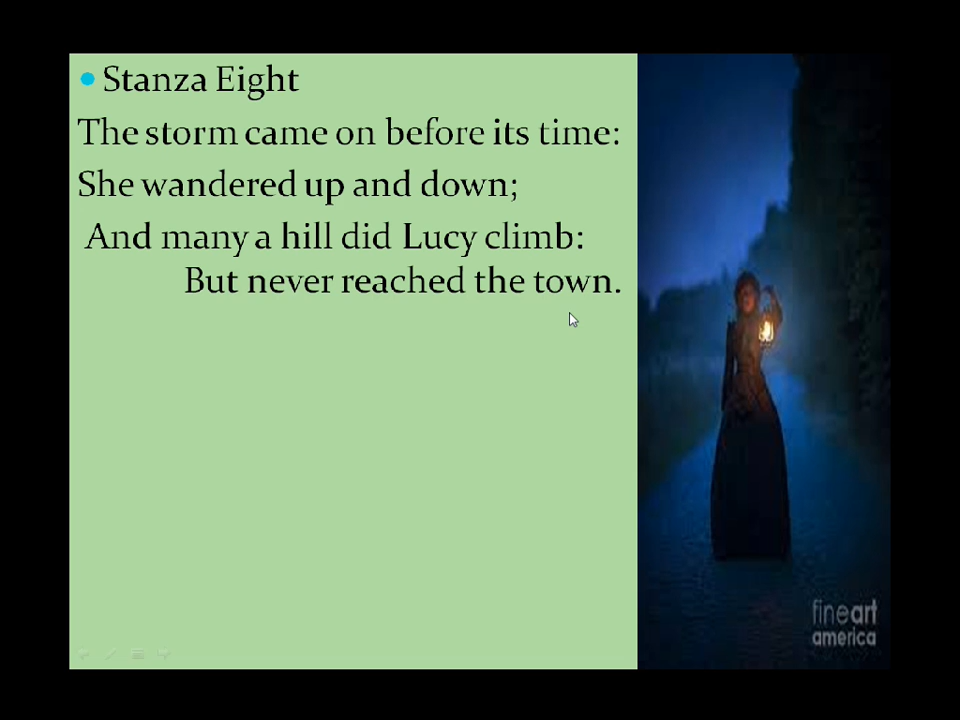 Stanza Eight
The storm came on before its time:
She wandered up and down;
And many a hill did Lucy climb:
But never reached the town.
fineart
america